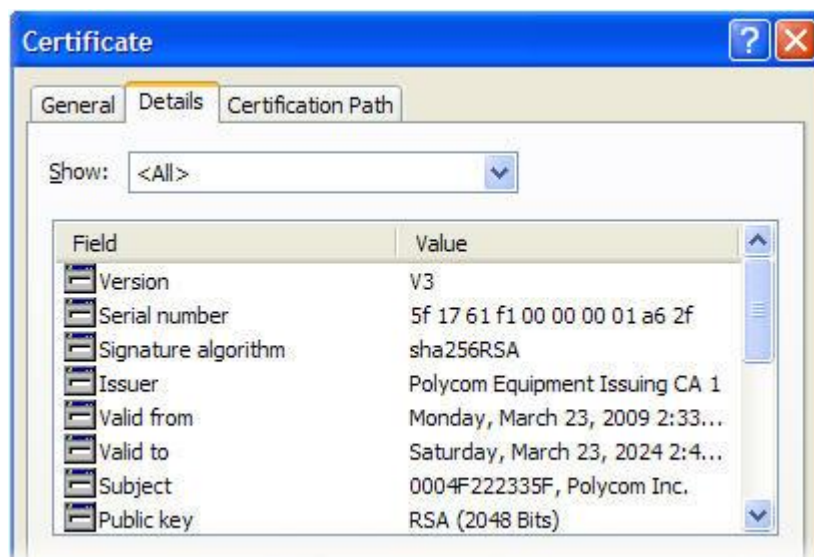 Certificate
General Details Certification Path
Show: <All>
Field Value
Version V3
Serial number 5f 17 61 f1 00 00 00 01 a6 2f
Signature algorithm sha256RSA
Issuer Polycom Equipment Issuing CA 1
Valid from Monday, March 23, 2009 2:33...
Valid to Saturday, March 23, 2024 2:4...
Subject 0004F222335F, Polycom Inc.
Public key RSA (2048 Bits)